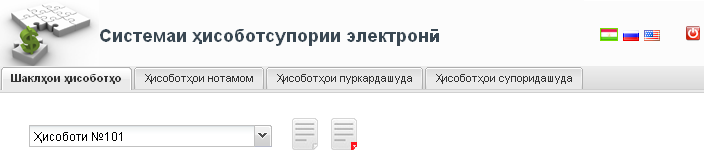 Системаи ҳисоботсупории электронӣ
Шаклҳои ҳисоботҳо Ҳисоботҳои нотамом Ҳисоботҳои пуркардашуда Ҳисоботҳои супоридашуда
Ҳисоботи №101